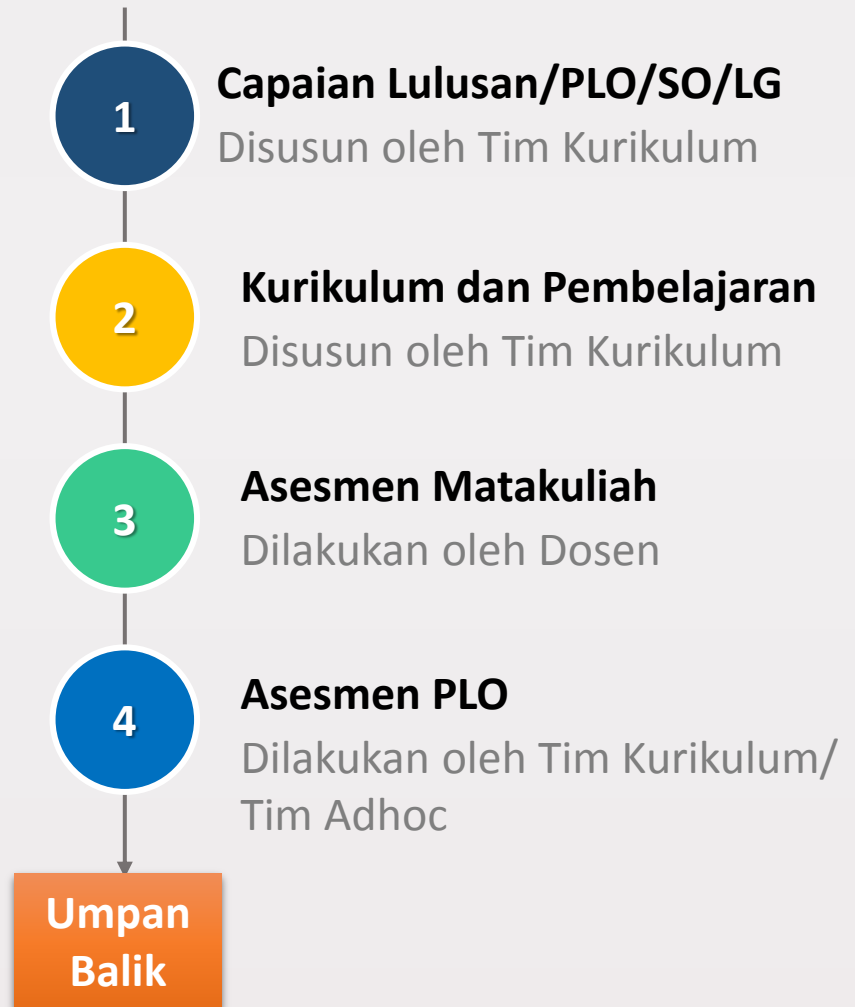 1
Capaian Lulusan/PLO/SO/LG
Disusun oleh Tim Kurikulum
2
Kurikulum dan Pembelajaran
Disusun oleh Tim Kurikulum
3
Asesmen Matakuliah
Dilakukan oleh Dosen
4
Asesmen PLO
Dilakukan oleh Tim Kurikulum/
Tim Adhoc
Umpan
Balik